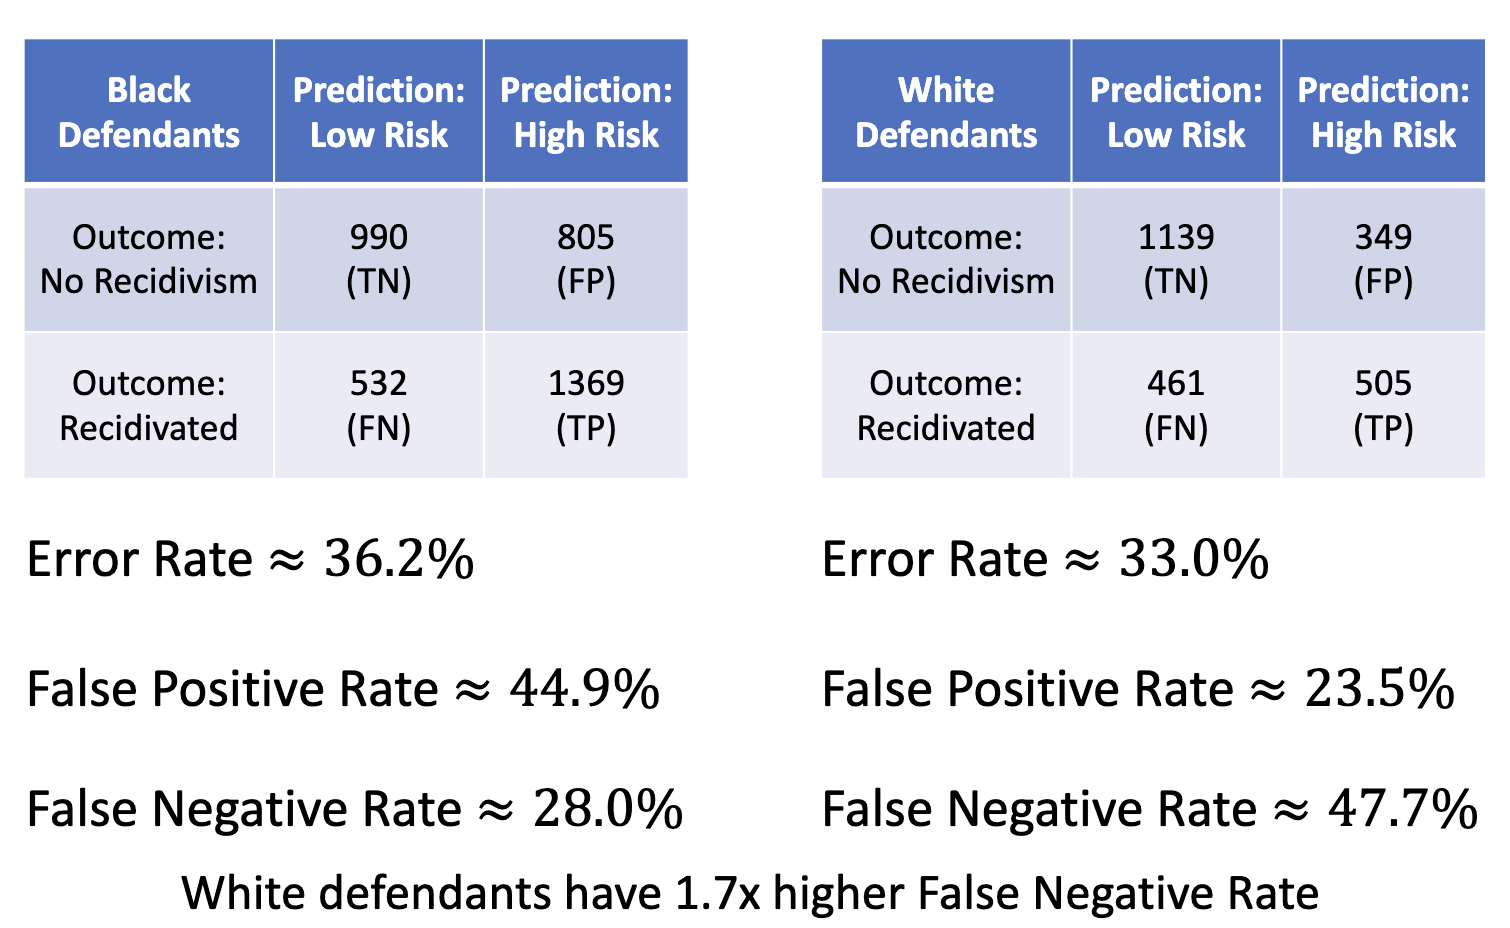 Black Defendants
Prediction: Low Risk
Prediction: High Risk
Outcome: No Recidivism
990 (TN)
805 (FP)
Outcome: Recidivated
532 (FN)
1369 (TP)
White Defendants
Prediction: Low Risk
Prediction: High Risk
Outcome: No Recidivism
1139 (TN)
349 (FP)
Outcome: Recidivated
461 (FN)
505 (TP)
Error Rate ≈ 36.2%
Error Rate ≈ 33.0%
False Positive Rate ≈ 44.9%
False Positive Rate ≈ 23.5%
False Negative Rate ≈ 28.0%
False Negative Rate ≈ 47.7%
White defendants have 1.7x higher False Negative Rate